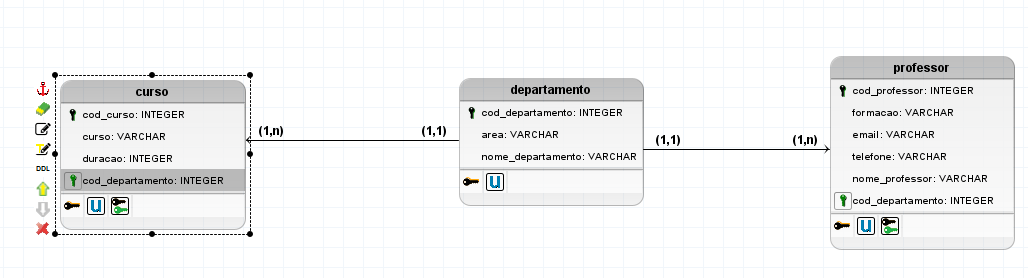 curso
cod_curso: INTEGER
curso: VARCHAR
duracao: INTEGER
cod_departamento: INTEGER
U
DDL
(1,n)
(1,1)
departamento
cod_departamento: INTEGER
area: VARCHAR
nome_departamento: VARCHAR
U
(1,1)
(1,n)
professor
cod_professor: INTEGER
formacao: VARCHAR
email: VARCHAR
telefone: VARCHAR
nome_professor: VARCHAR
cod_departamento: INTEGER
U